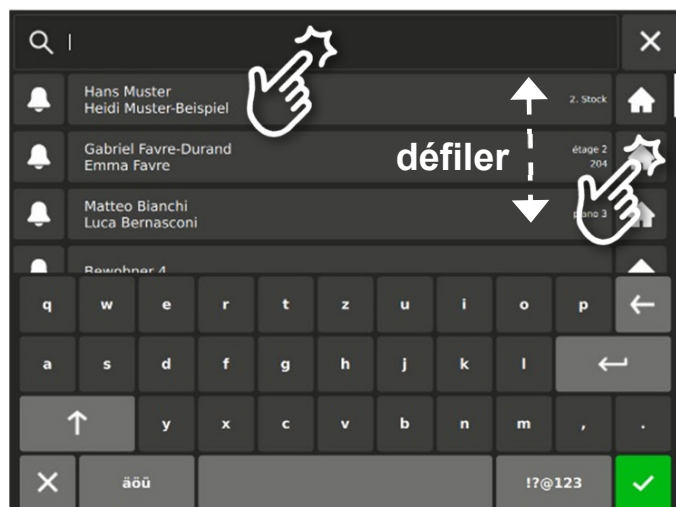 Hans Muster
Heidi Muster-Beispiel
2. Stock
Gabriel Favre-Durand
Emma Favre
étage 2
204
défiler
Matteo Bianchi
Luca Bernasconi
piano 3
Bewohner 4
q w e r t z u i o p
a s d f g h j k l
y x c v b n m , .
äöü !?@123